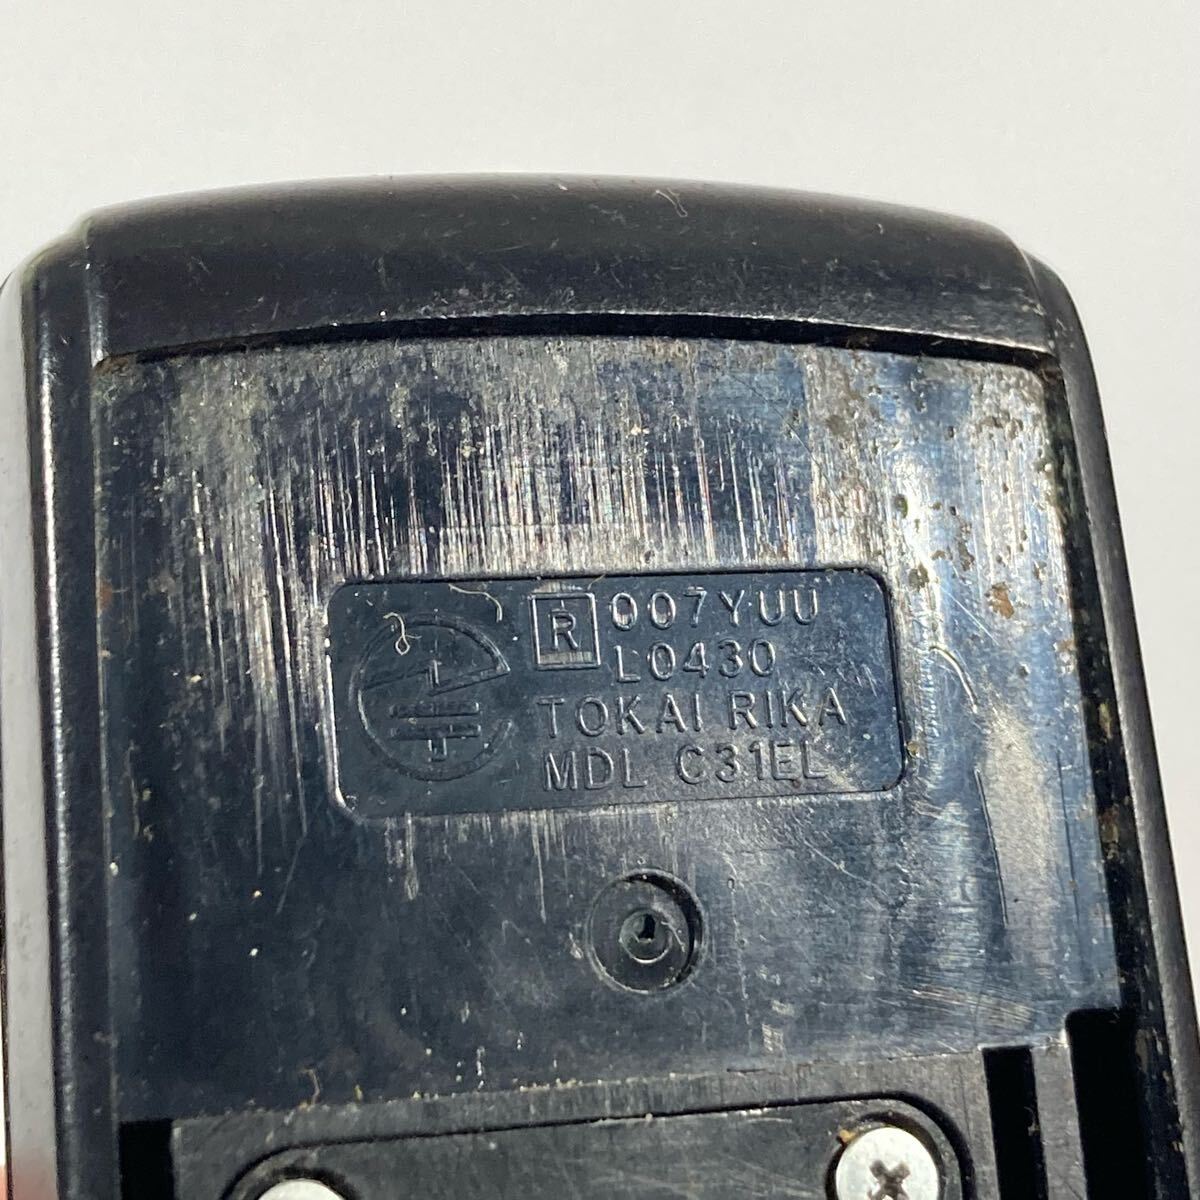 R 007YUU
L0430
TOKAI RIKA
MDL C31EL